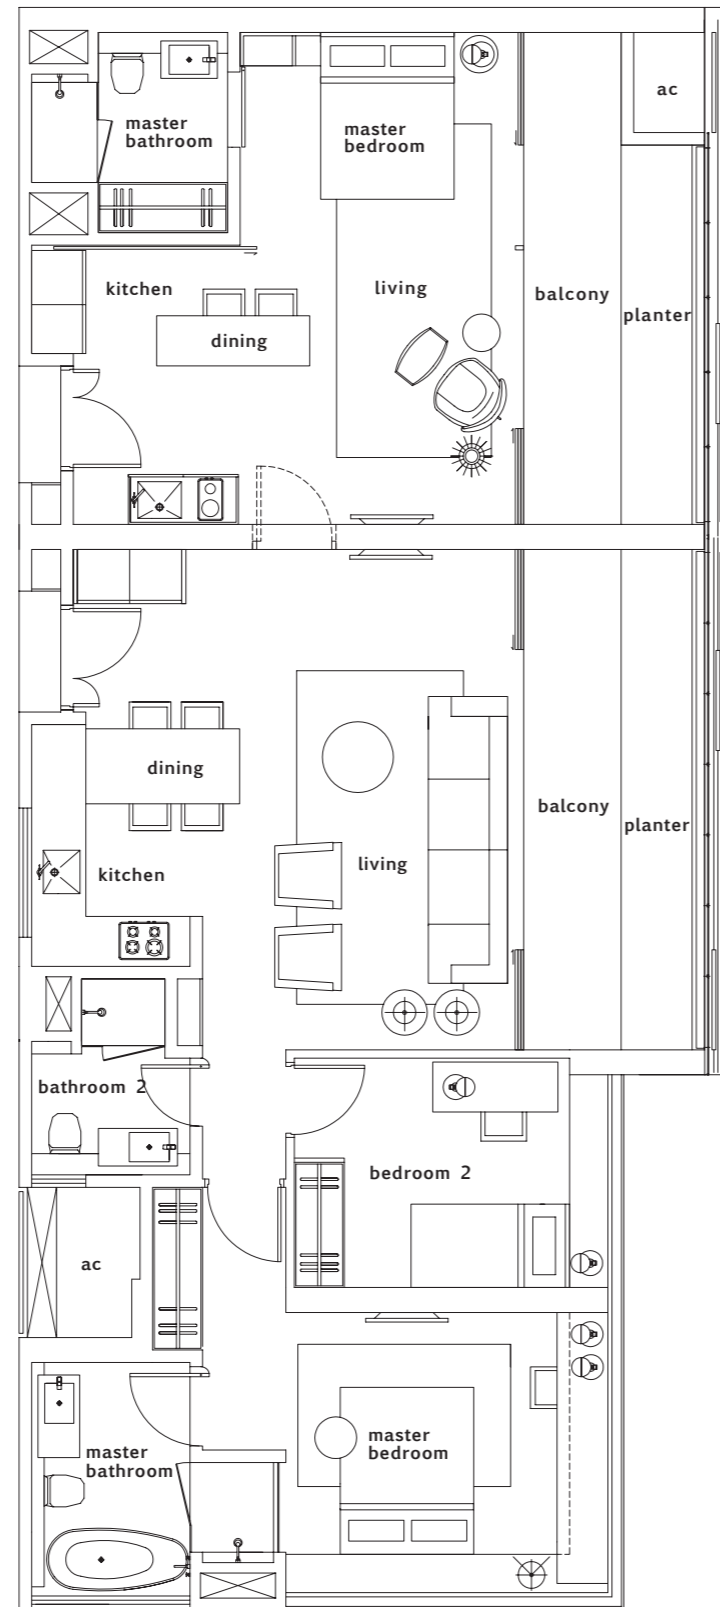 ac
master
bathroom
master
bedroom
kitchen
living
balcony
planter
dining
dining
balcony
planter
kitchen
living
bathroom 2
bedroom 2
ac
master
bathroom
master
bedroom